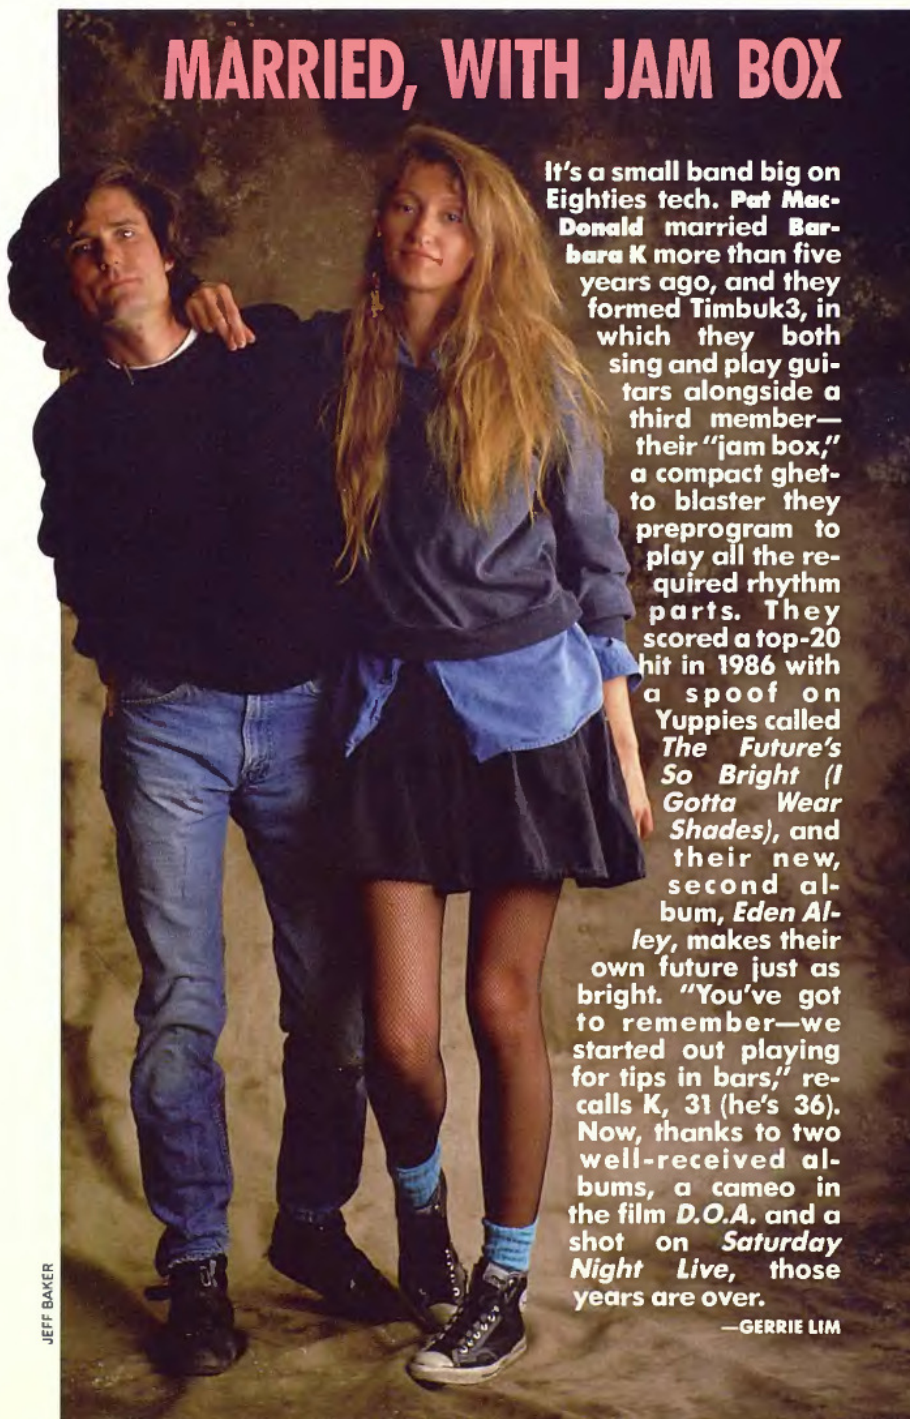 MARRIED, WITH JAM BOX
It's a small band big on
Eighties tech. Pat Mac-
Donald married Bar-
bara K more than five
years ago, and they
formed Timbuk3, in
which they both
sing and play gui-
tars alongside a
third member—
their "jam box,"
a compact ghet-
to blaster they
preprogram to
play all the re-
quired rhythm
parts. They
scored a top-20
hit in 1986 with
a spoof on
Yuppies called
The Future's
So Bright (I
Gotta Wear
Shades), and
their new,
second al-
bum, Eden Al-
ley, makes their
own future just as
bright. "You've got
to remember—we
started out playing
for tips in bars," re-
calls K, 31 (he's 36).
Now, thanks to two
well-received al-
bums, a cameo in
the film D.O.A. and a
shot on Saturday
Night Live, those
years are over.
—GERRIE LIM
JEFF BAKER